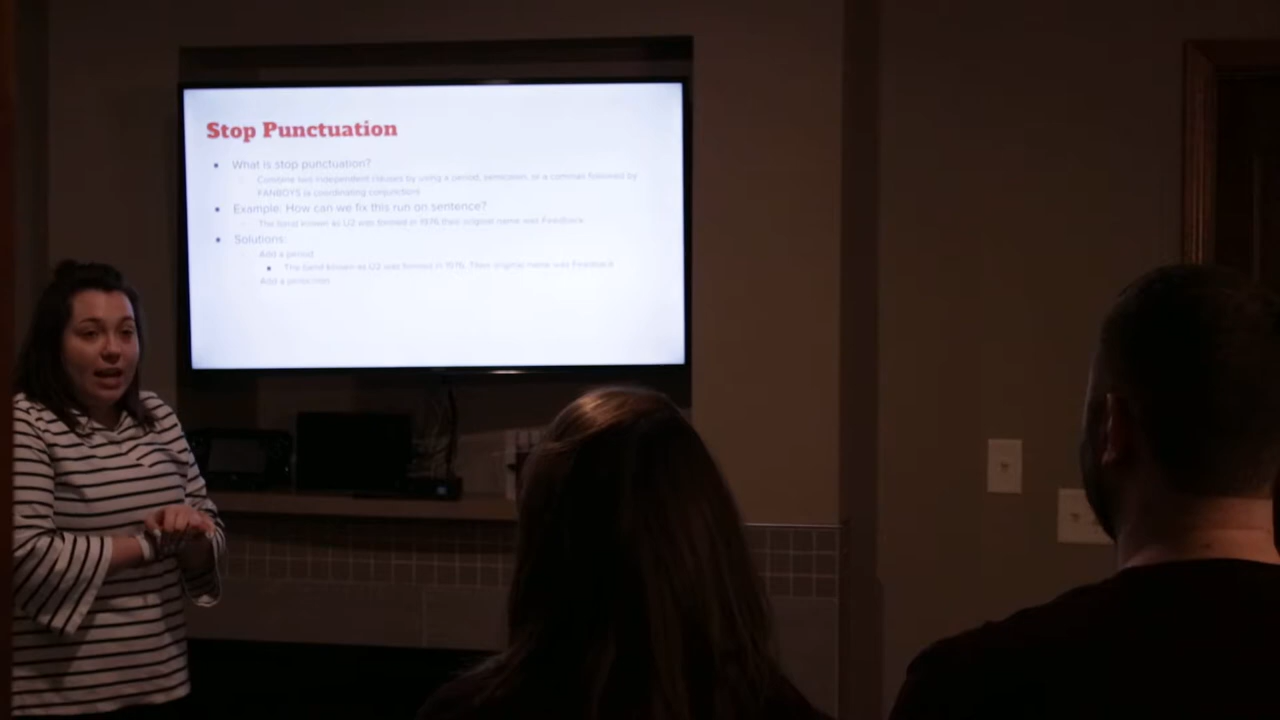 Stop Punctuation
What is stop punctuation?
Combine two independent clauses by using a period, semicolon, or a commas followed by
FANBOYS (a coordinating conjunction)
Example: How can we fix this run on sentence?
The band known as U2 was formed in 1976 their original name was Feedback.
Solutions:
Add a period
The band known as U2 was formed in 1976. Their original name was Feedback.
Add a semicolon